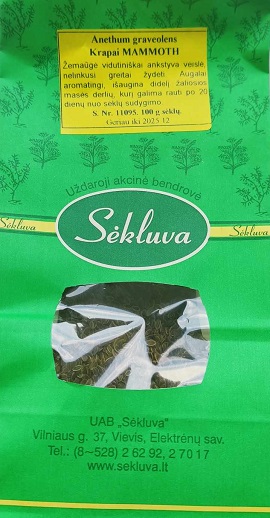 Anethum graveolens
Krapai MAMMOTH
Žemaūgė vidutiniškai ankstyva veislė,
nelinkusi greitai žydėti. Augalai
aromatingi, išaugina didelį žaliosios
masės derlių, kurį galima rauti po 20
dienų nuo sėklų sudygimo.
S. Nr. 11095. 100 g sėklų.
Geriau iki 2025-12
Uždaroji akcinė bendrovė
Sėkluva
Sėkluva
UAB „Sėkluva"
Vilniaus g. 37, Vievis, Elektrėnų sav.
Tel.: (8~528) 2 62 92, 2 70 17
www.sekluva.lt